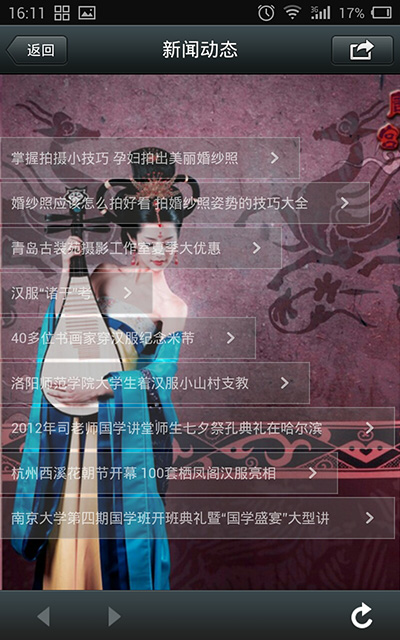 16:11 3G 17%
返回 新闻动态
掌握拍摄小技巧 孕妇拍出美丽婚纱照
婚纱照应该怎么拍好看 拍婚纱照姿势的技巧大全
青岛古装苑摄影工作室夏季大优惠
汉服“诸于”考
40多位书画家穿汉服纪念米芾
洛阳师范学院大学生着汉服小山村支教
2012年司老师国学讲堂师生七夕祭孔典礼在哈尔滨
杭州西溪花朝节开幕 100套栖凤阁汉服亮相
南京大学第四期国学班开班典礼暨“国学盛宴”大型讲